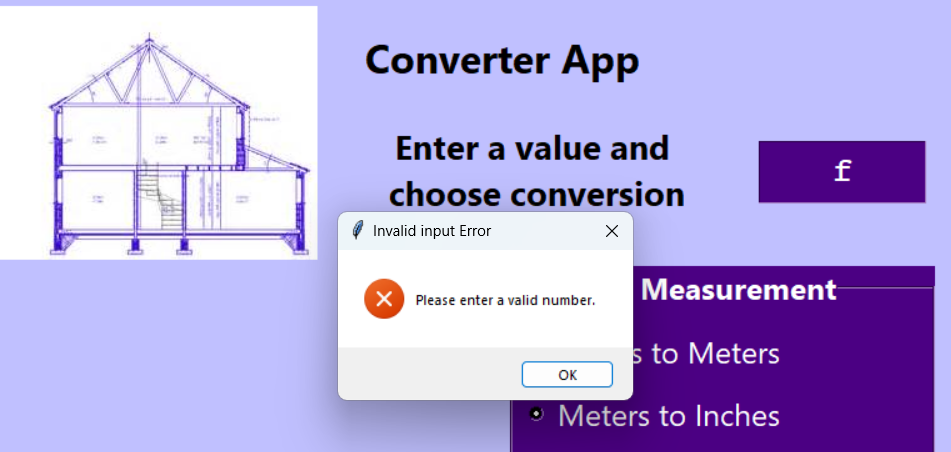 Converter App
Enter a value and
choose conversion
f
Invalid input Error
Please enter a valid number.
OK
Measurement
s to Meters
Meters to Inches